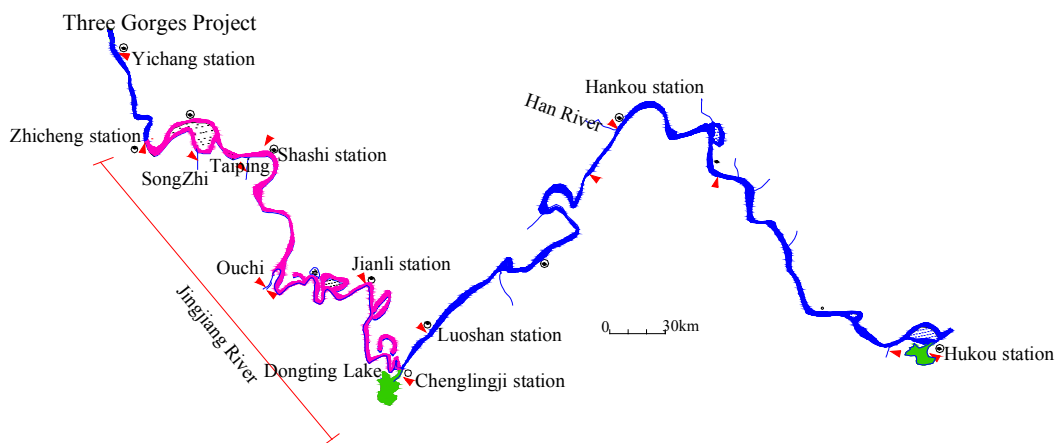 Three Gorges Project
Yichang station
Hankou station
Han River
Zhicheng station
Shashi station
Taiping
SongZhi
Ouchi
Jianli station
Jingjiang River
Luoshan station
0 30km
Hukou station
Dongting Lake
Chenglingji station